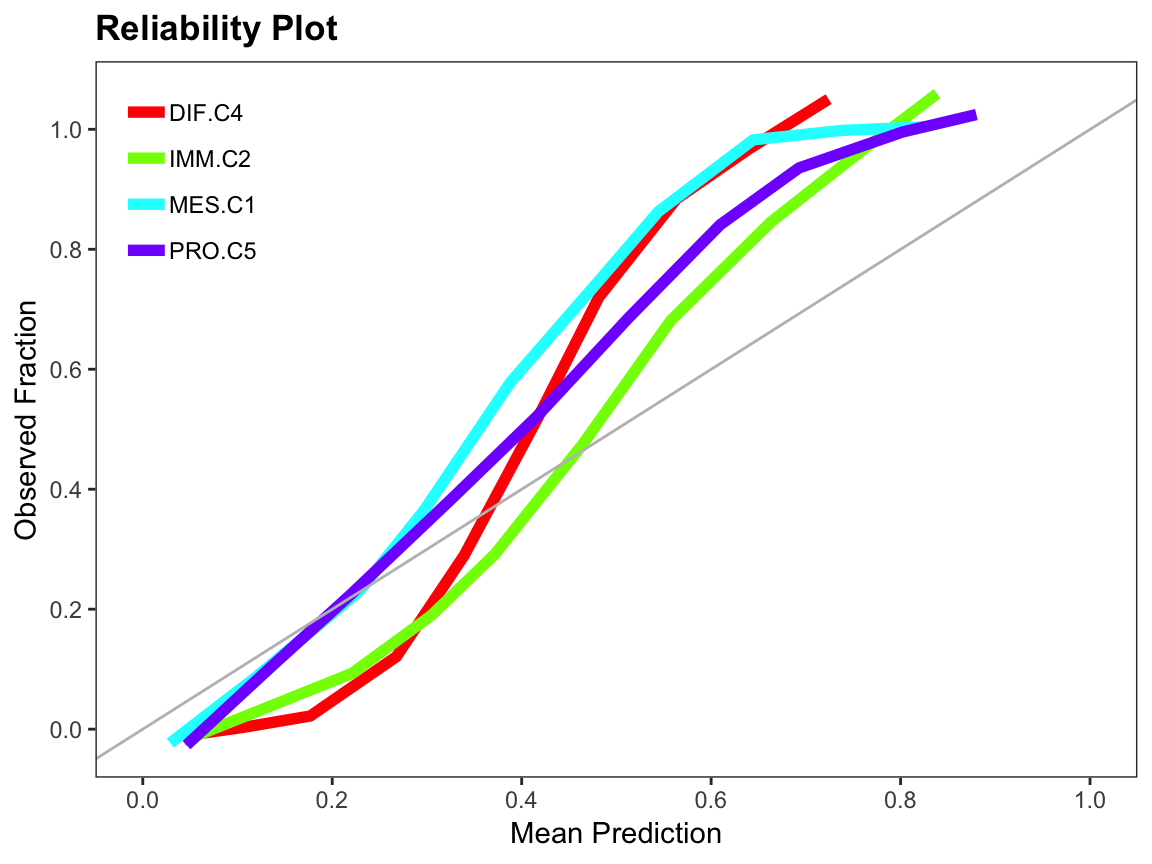 Reliability Plot
DIF.C4
IMM.C2
MES.C1
PRO.C5
1.0
0.8
0.6
0.4
0.2
0.0
Observed Fraction
0.0 0.2 0.4 0.6 0.8 1.0
Mean Prediction